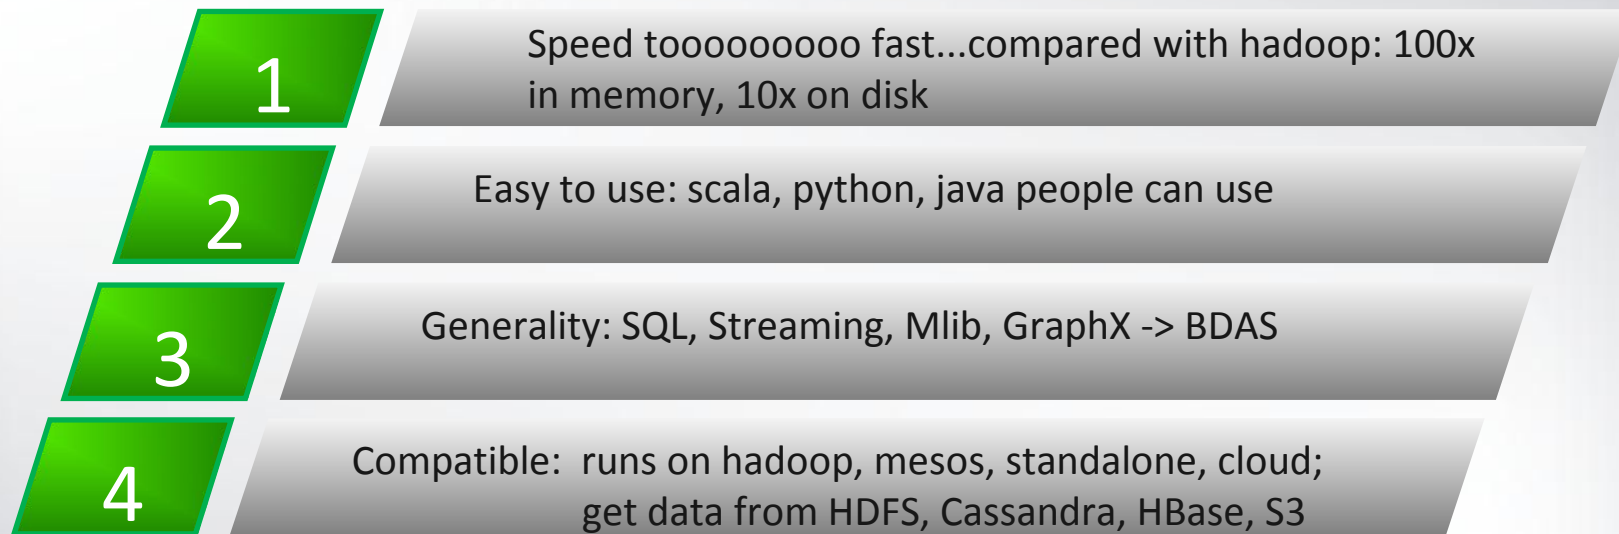 1
Speed tooooooooo fast...compared with hadoop: 100x
in memory, 10x on disk
2
Easy to use: scala, python, java people can use
3
Generality: SQL, Streaming, Mlib, GraphX -> BDAS
4
Compatible: runs on hadoop, mesos, standalone, cloud;
get data from HDFS, Cassandra, HBase, S3